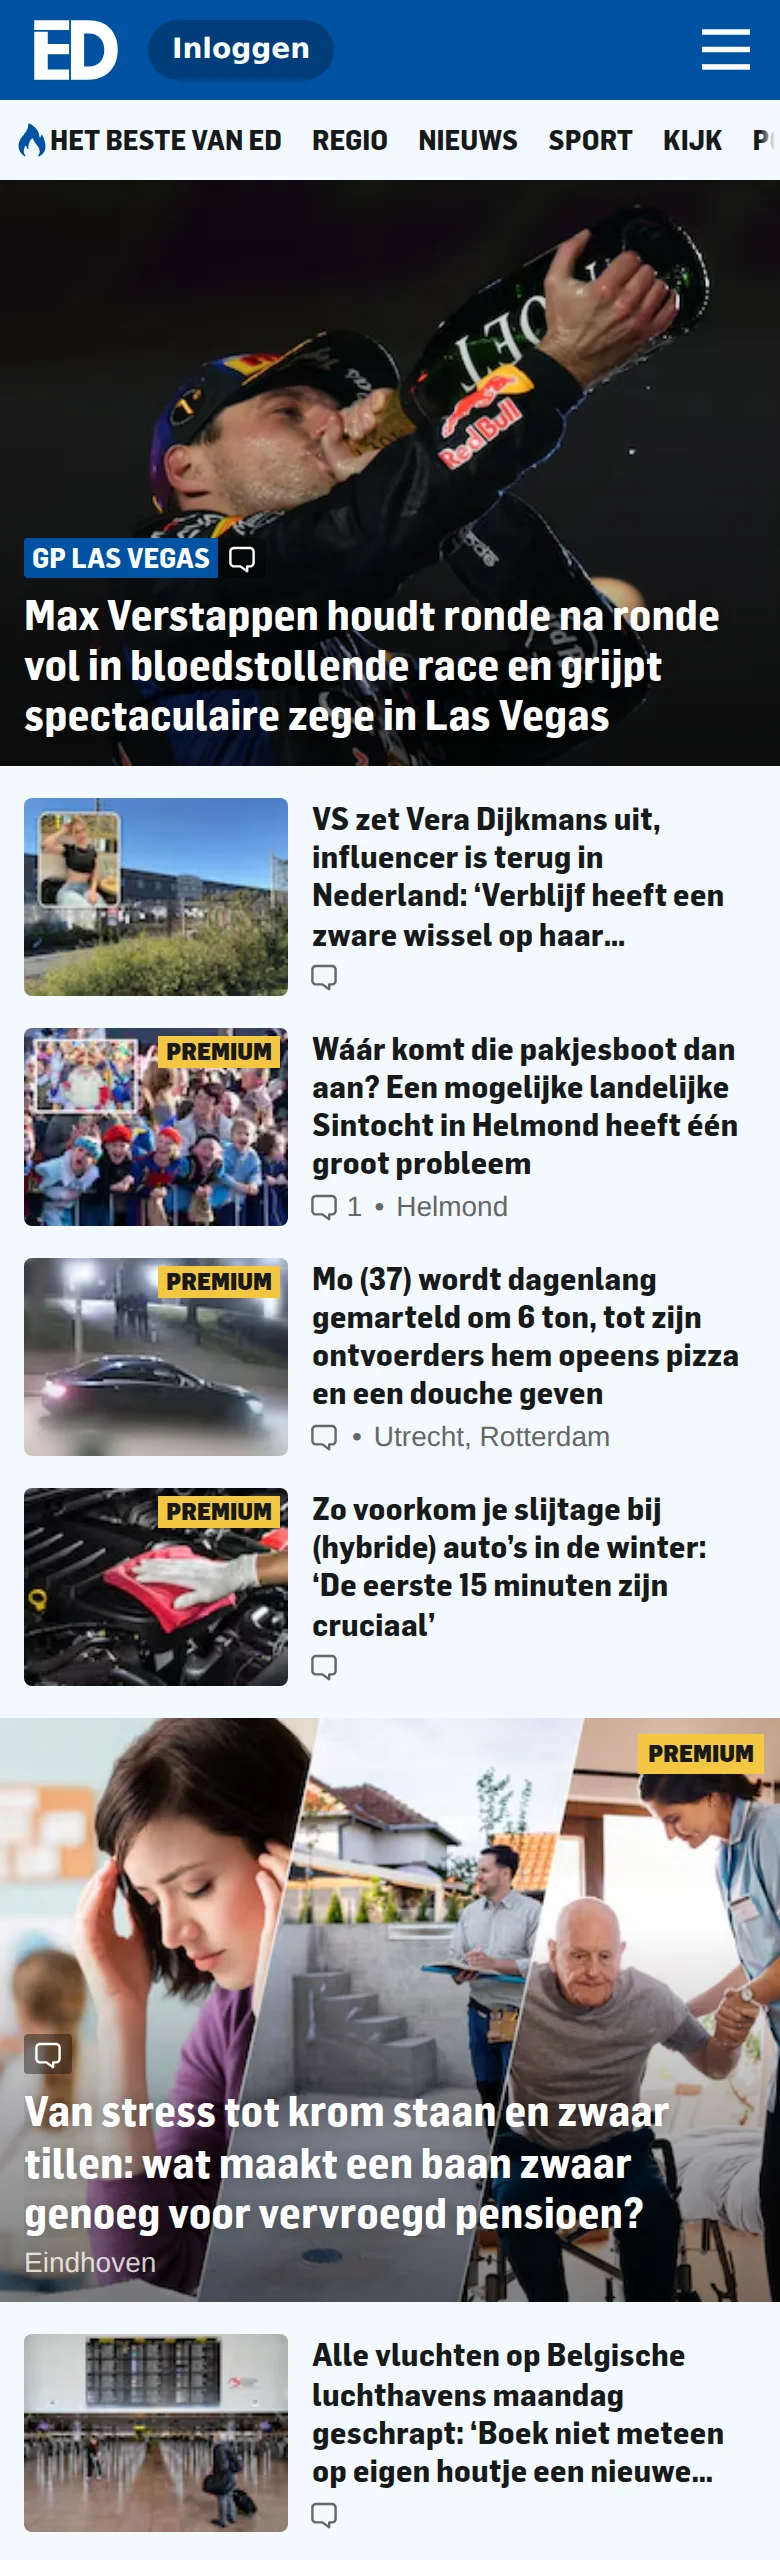 ED
Inloggen
HET BESTE VAN ED
REGIO
NIEUWS
SPORT
KIJK
Red Bull
GP LAS VEGAS
Max Verstappen houdt ronde na ronde
vol in bloedstollende race en grijpt
spectaculaire zege in Las Vegas
VS zet Vera Dijkmans uit,
influencer is terug in
Nederland: ‘Verblijf heeft een
zware wissel op haar...
PREMIUM
Wáár komt die pakjesboot dan
aan? Een mogelijke landelijke
Sintocht in Helmond heeft één
groot probleem
1 • Helmond
PREMIUM
Mo (37) wordt dagenlang
gemarteld om 6 ton, tot zijn
ontvoerders hem opeens pizza
en een douche geven
• Utrecht, Rotterdam
PREMIUM
Zo voorkom je slijtage bij
(hybride) auto’s in de winter:
‘De eerste 15 minuten zijn
cruciaal’
PREMIUM
Van stress tot krom staan en zwaar
tillen: wat maakt een baan zwaar
genoeg voor vervroegd pensioen?
Eindhoven
Alle vluchten op Belgische
luchthavens maandag
geschrapt: ‘Boek niet meteen
op eigen houtje een nieuwe...